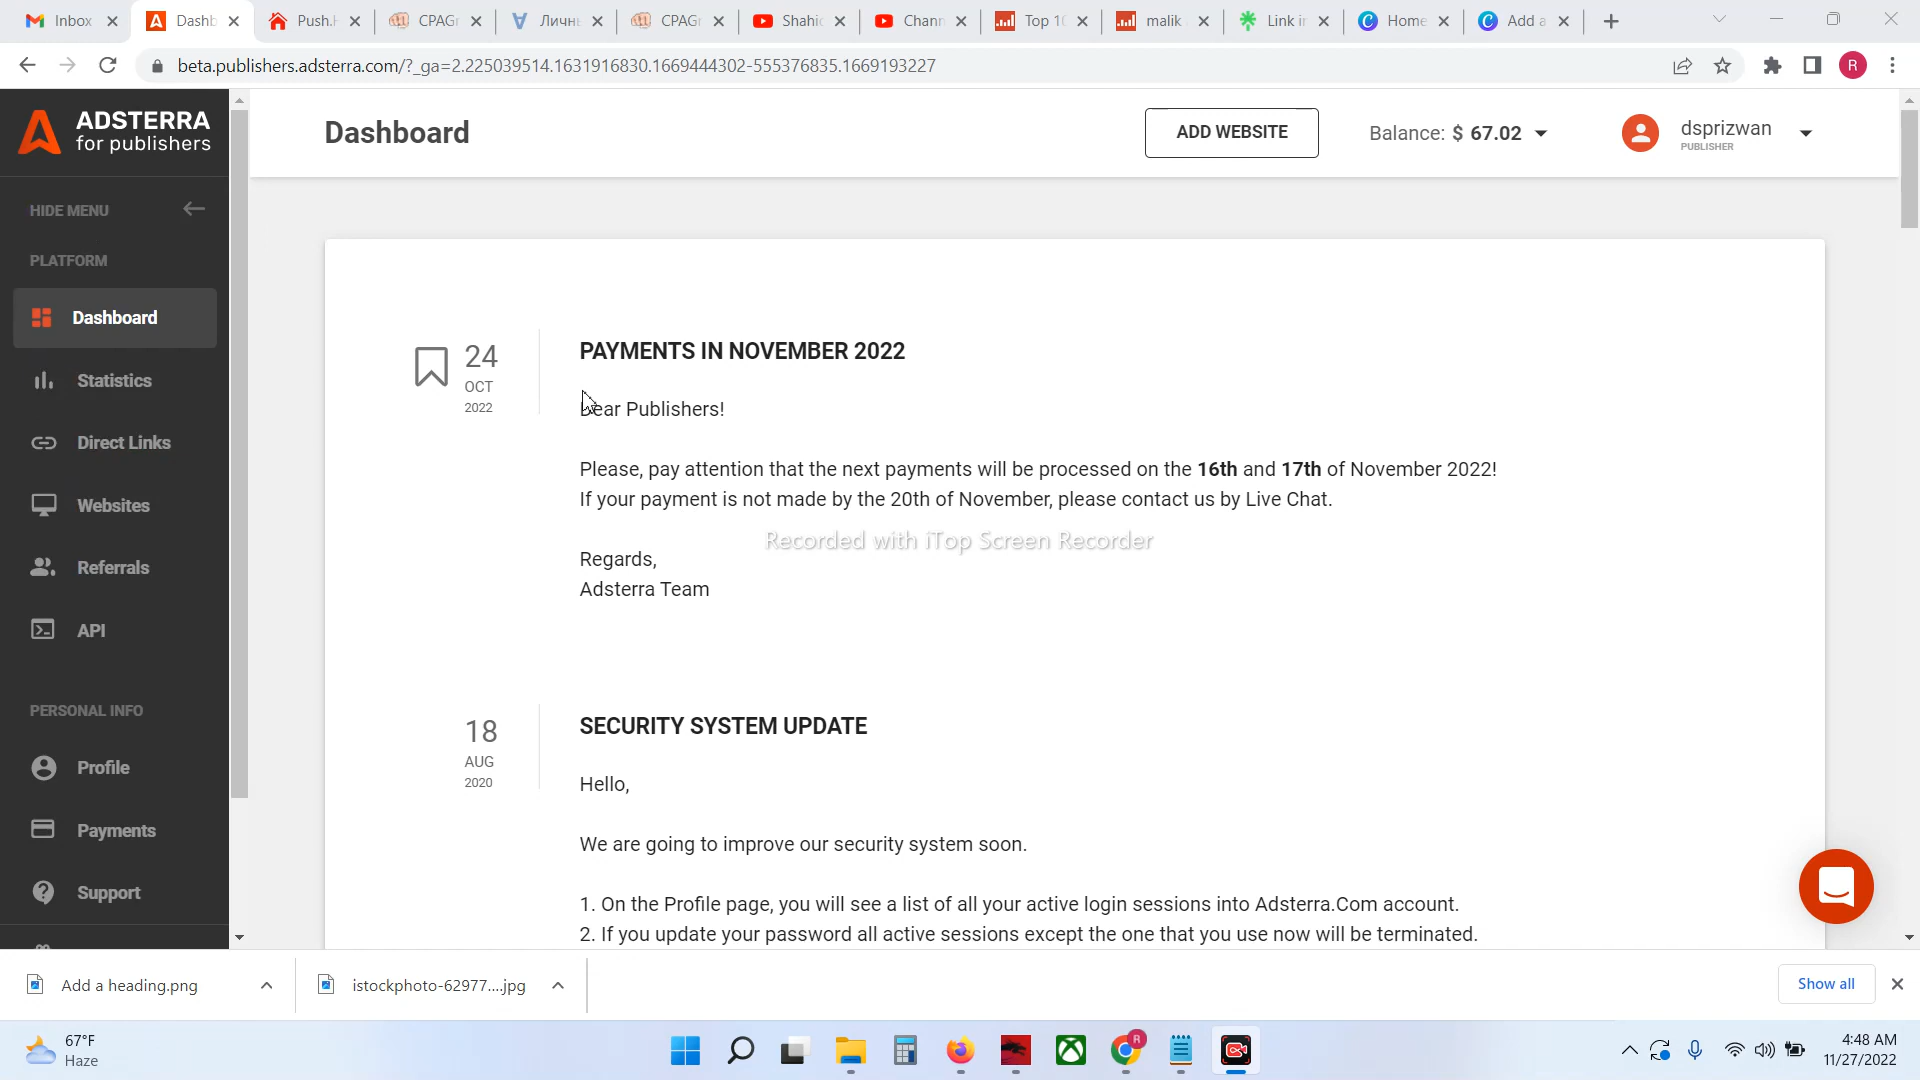 Inbox
Dashb
Push.H
CPAGr
Личнь
CPAGr
Shahid
Chann
Top 10
malik
Link in
Home
Add a
beta.publishers.adsterra.com/?_ga=2.225039514.1631916830.1669444302-555376835.1669193227
R
ADSTERRA
for publishers
Dashboard
ADD WEBSITE
Balance: $ 67.02
dsprizwan
PUBLISHER
HIDE MENU
PLATFORM
Dashboard
Statistics
Direct Links
Websites
Referrals
API
PERSONAL INFO
Profile
Payments
Support
24
OCT
2022
PAYMENTS IN NOVEMBER 2022
Dear Publishers!
Please, pay attention that the next payments will be processed on the 16th and 17th of November 2022!
If your payment is not made by the 20th of November, please contact us by Live Chat.
Recorded with iTop Screen Recorder
Regards,
Adsterra Team
18
AUG
2020
SECURITY SYSTEM UPDATE
Hello,
We are going to improve our security system soon.
1. On the Profile page, you will see a list of all your active login sessions into Adsterra.Com account.
2. If you update your password all active sessions except the one that you use now will be terminated.
Add a heading.png
istockphoto-62977....jpg
Show all
67°F
Haze
R
4:48 AM
11/27/2022